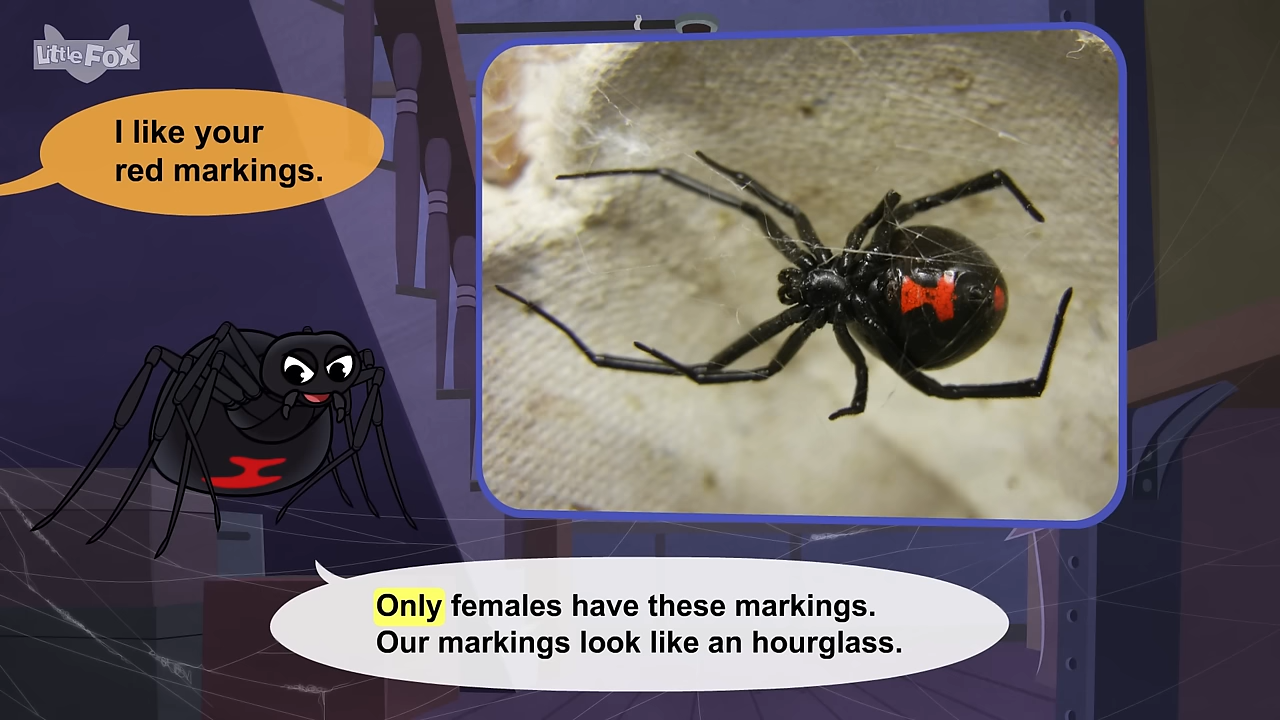 Little Fox
I like your
red markings.
Only females have these markings.
Our markings look like an hourglass.